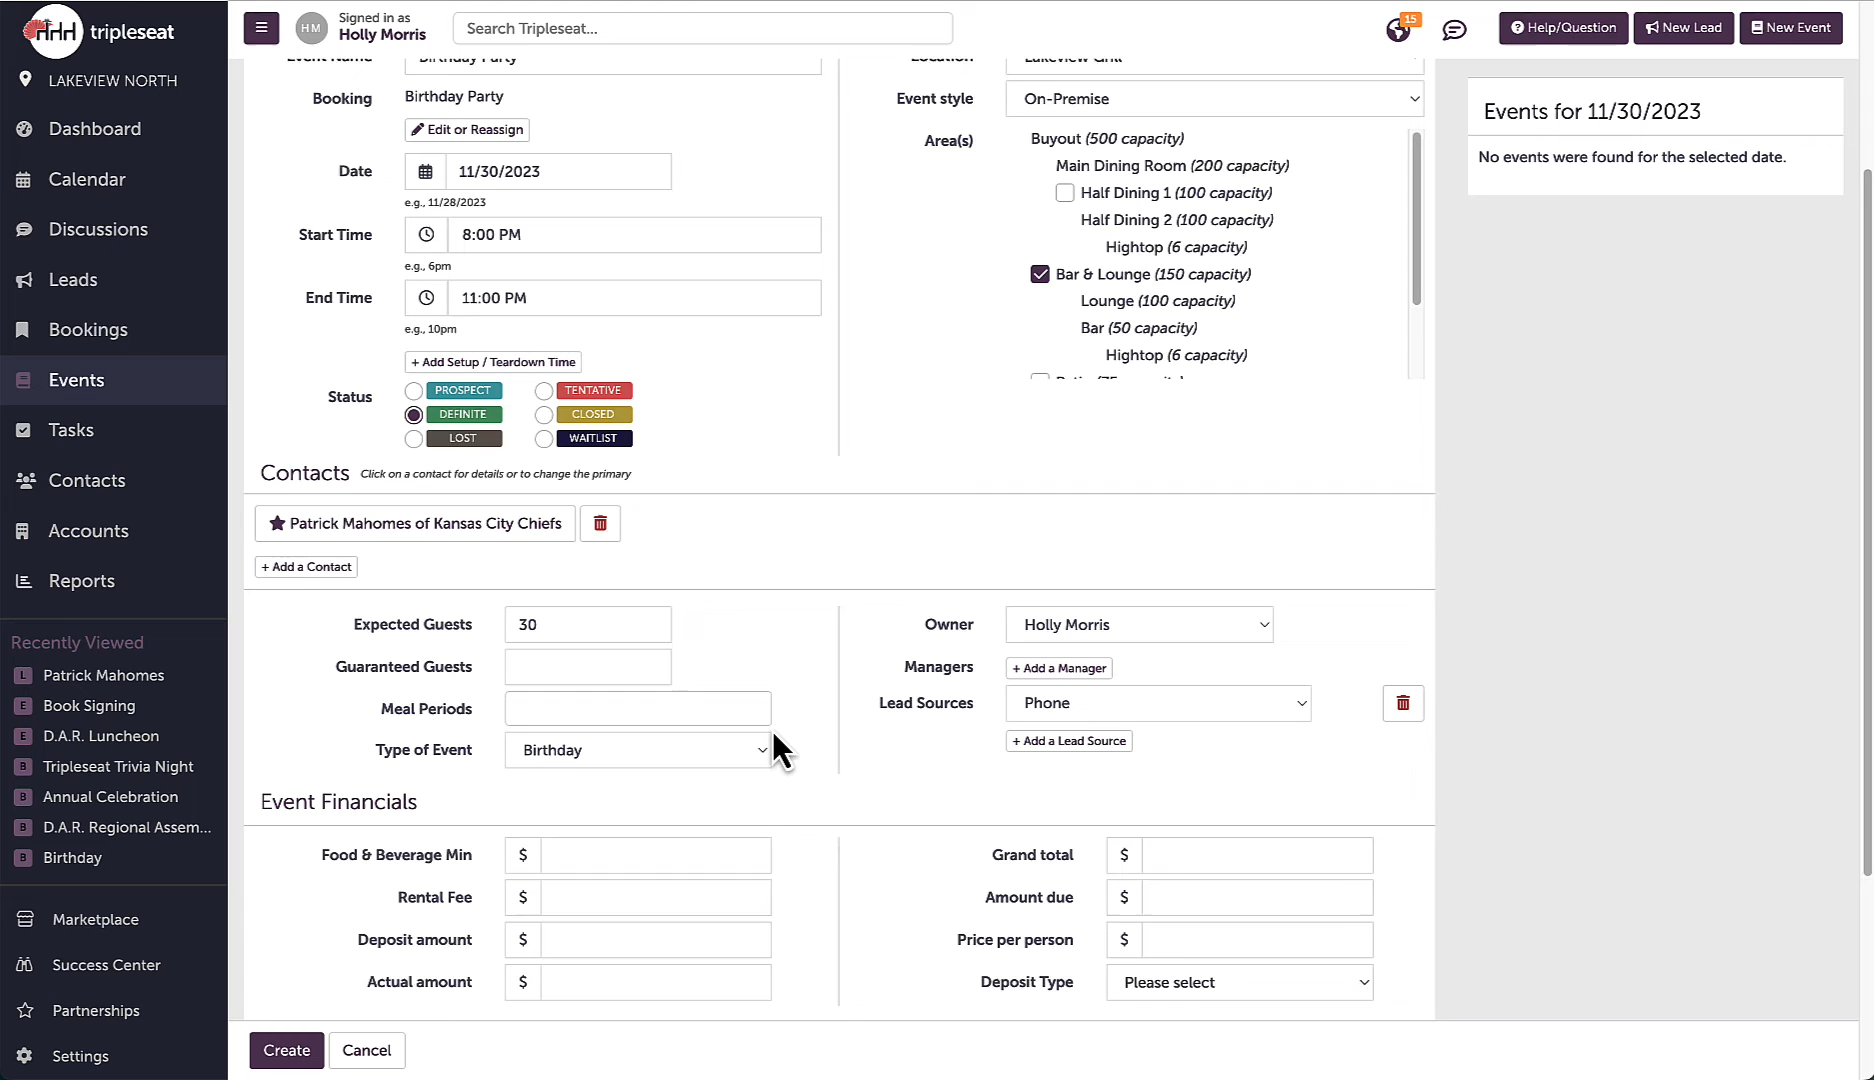 HHH tripleseat
Signed in as
HM
Holly Morris
Search Tripleseat...
15
Help/Question
New Lead
New Event
LAKEVIEW NORTH
Dashboard
Calendar
Discussions
Leads
Bookings
Events
Tasks
Contacts
Accounts
Reports
Recently Viewed
L Patrick Mahomes
E Book Signing
E D.A.R. Luncheon
B Tripleseat Trivia Night
B Annual Celebration
B D.A.R. Regional Assem...
B Birthday
Marketplace
Success Center
Partnerships
Settings
Event Name Birthday Party
Booking Birthday Party
Edit or Reassign
Date 11/30/2023
e.g., 11/28/2023
Start Time 8:00 PM
e.g., 6pm
End Time 11:00 PM
e.g., 10pm
+ Add Setup / Teardown Time
Status
PROSPECT TENTATIVE
DEFINITE CLOSED
LOST WAITLIST
Location Lakeview Grill
Event style On-Premise
Area(s)
Buyout (500 capacity)
Main Dining Room (200 capacity)
Half Dining 1 (100 capacity)
Half Dining 2 (100 capacity)
Hightop (6 capacity)
Bar & Lounge (150 capacity)
Lounge (100 capacity)
Bar (50 capacity)
Hightop (6 capacity)
Events for 11/30/2023
No events were found for the selected date.
Contacts Click on a contact for details or to change the primary
Patrick Mahomes of Kansas City Chiefs
+ Add a Contact
Expected Guests 30
Guaranteed Guests
Meal Periods
Type of Event Birthday
Owner Holly Morris
Managers + Add a Manager
Lead Sources Phone
+ Add a Lead Source
Event Financials
Food & Beverage Min $
Rental Fee $
Deposit amount $
Actual amount $
Grand total $
Amount due $
Price per person $
Deposit Type Please select
Create
Cancel